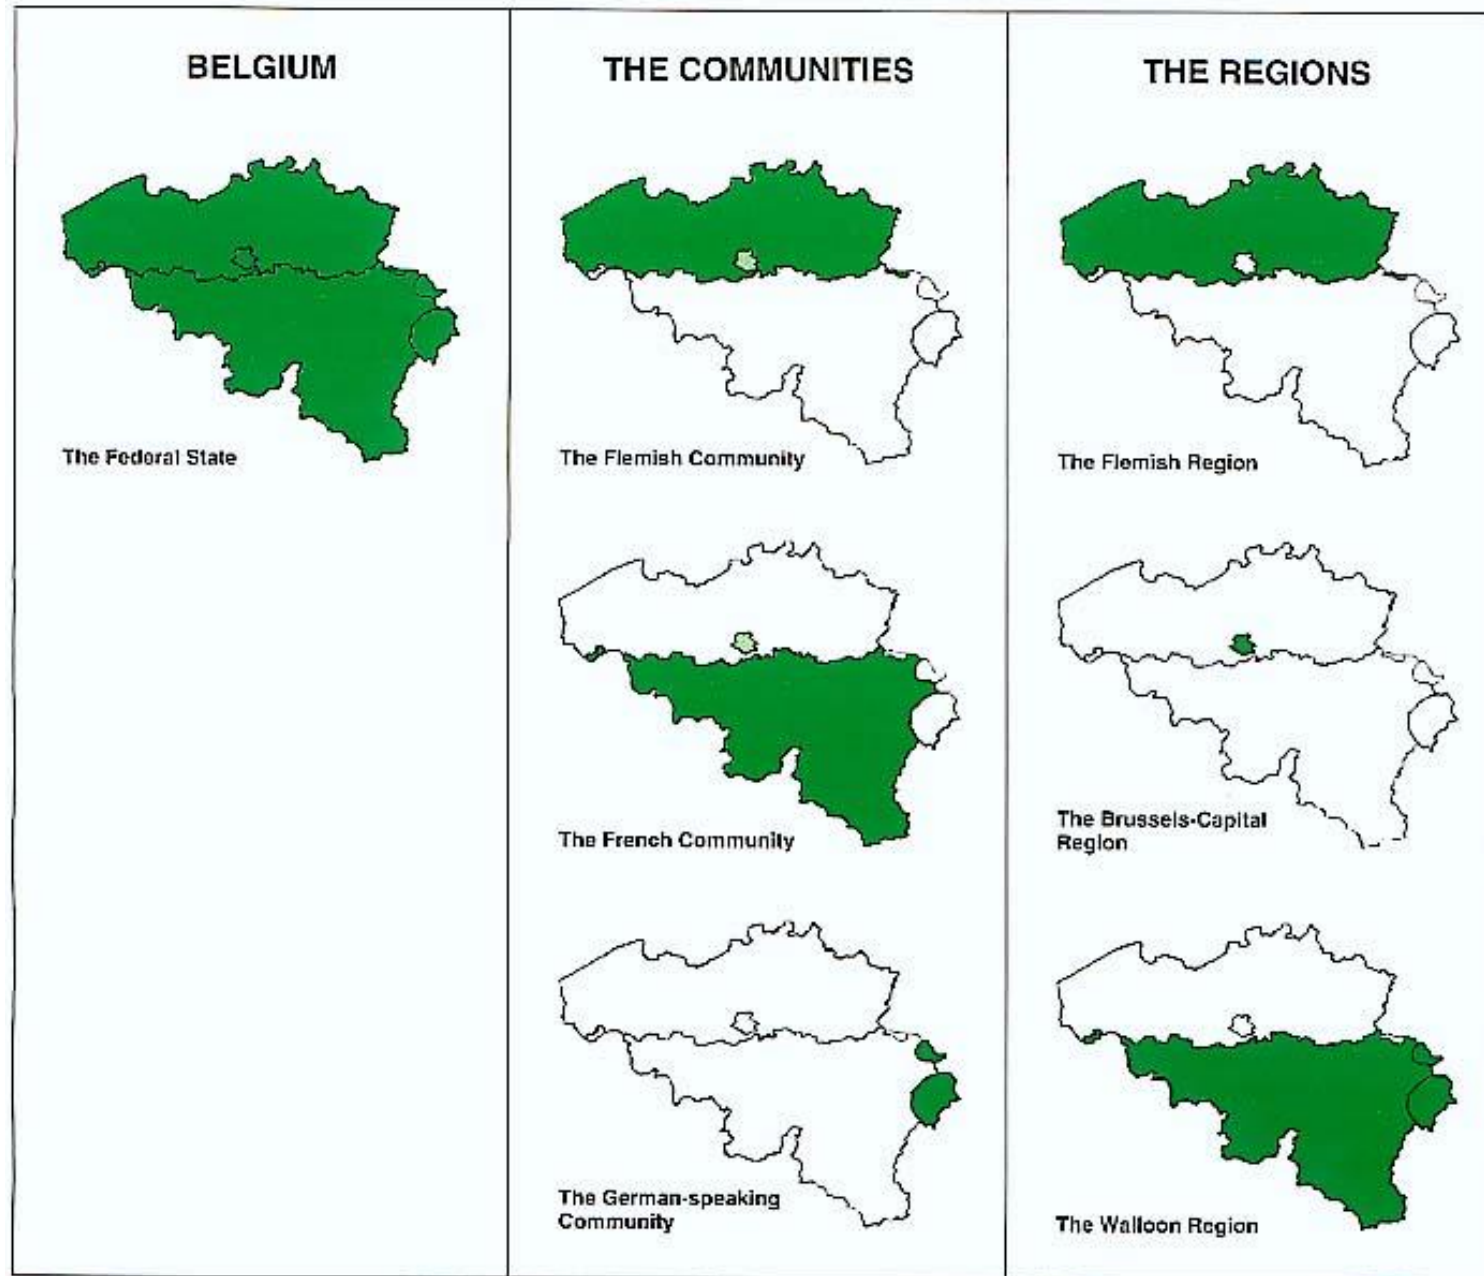 BELGIUM
The Federal State
THE COMMUNITIES
The Flemish Community
The French Community
The German-speaking
Community
THE REGIONS
The Flemish Region
The Brussels-Capital
Region
The Walloon Region